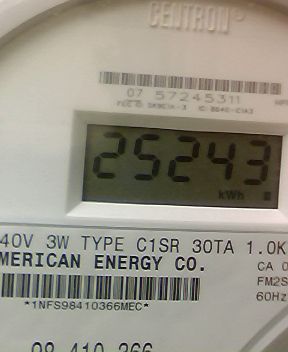 CENTRON®
07 57245311
25243
kWh
40V 3W TYPE C1SR 30TA 1.0K
MERICAN ENERGY CO.
CA 0
FM2S
60Hz
*1NFS98410366MEC*
98 410 366